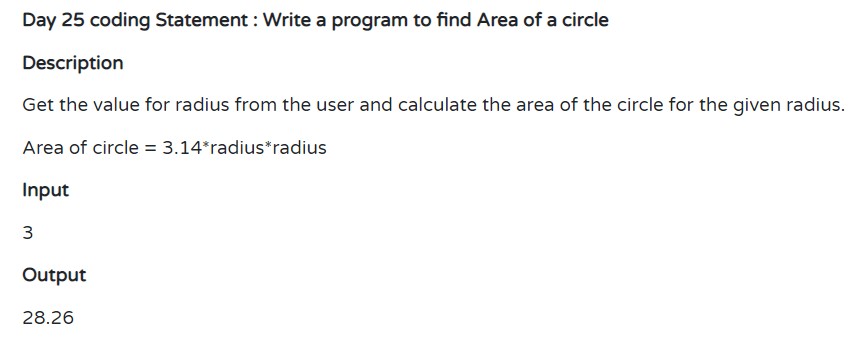 Day 25 coding Statement : Write a program to find Area of a circle
Description
Get the value for radius from the user and calculate the area of the circle for the given radius.
Area of circle = 3.14*radius*radius
Input
3
Output
28.26